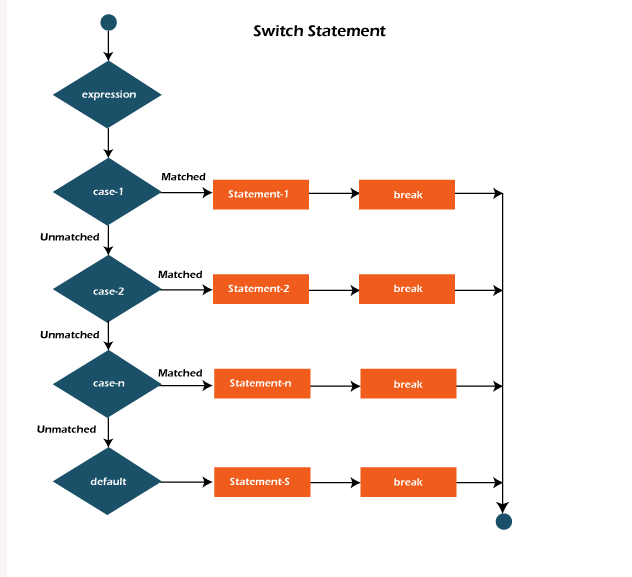 Switch Statement
expression
case-1
Matched
Statement-1
break
Unmatched
case-2
Matched
Statement-2
break
Unmatched
case-n
Matched
Statement-n
break
Unmatched
default
Statement-S
break